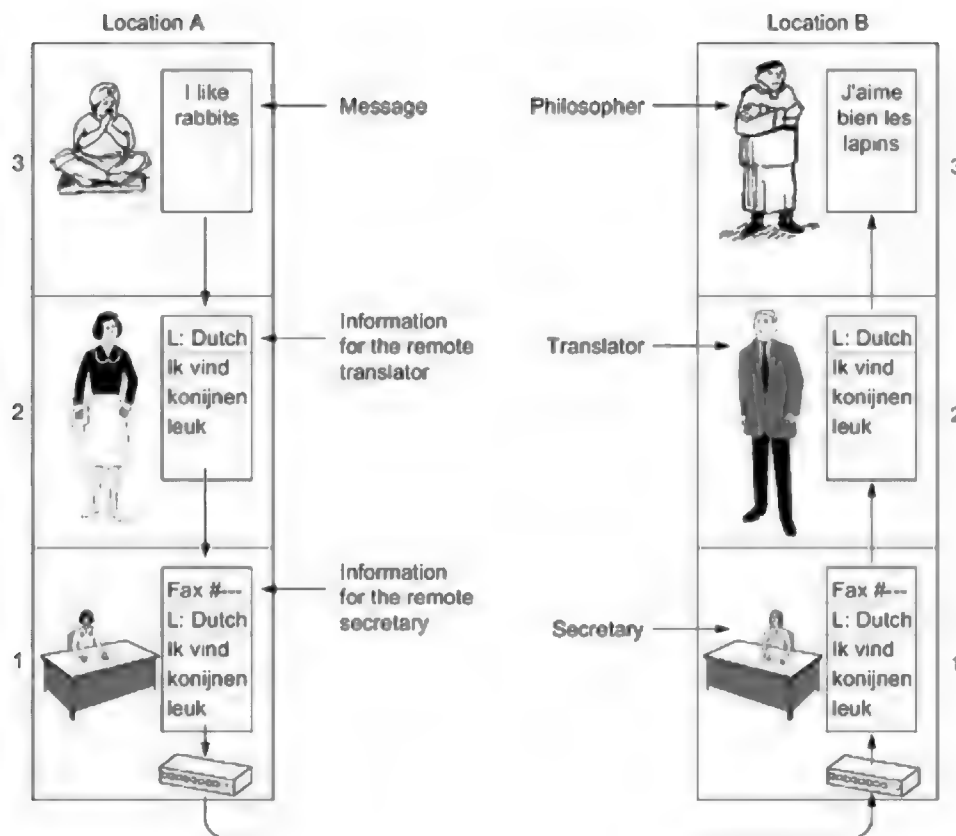 Location A
Location B
I like
rabbits
Message
Philosopher
J'aime
bien les
lapins
3
3
L: Dutch
Ik vind
konijnen
leuk
Information
for the remote
translator
Translator
L: Dutch
Ik vind
konijnen
leuk
2
2
Fax #---
L: Dutch
Ik vind
konijnen
leuk
Information
for the remote
secretary
Secretary
Fax #---
L: Dutch
Ik vind
konijnen
leuk
1
1